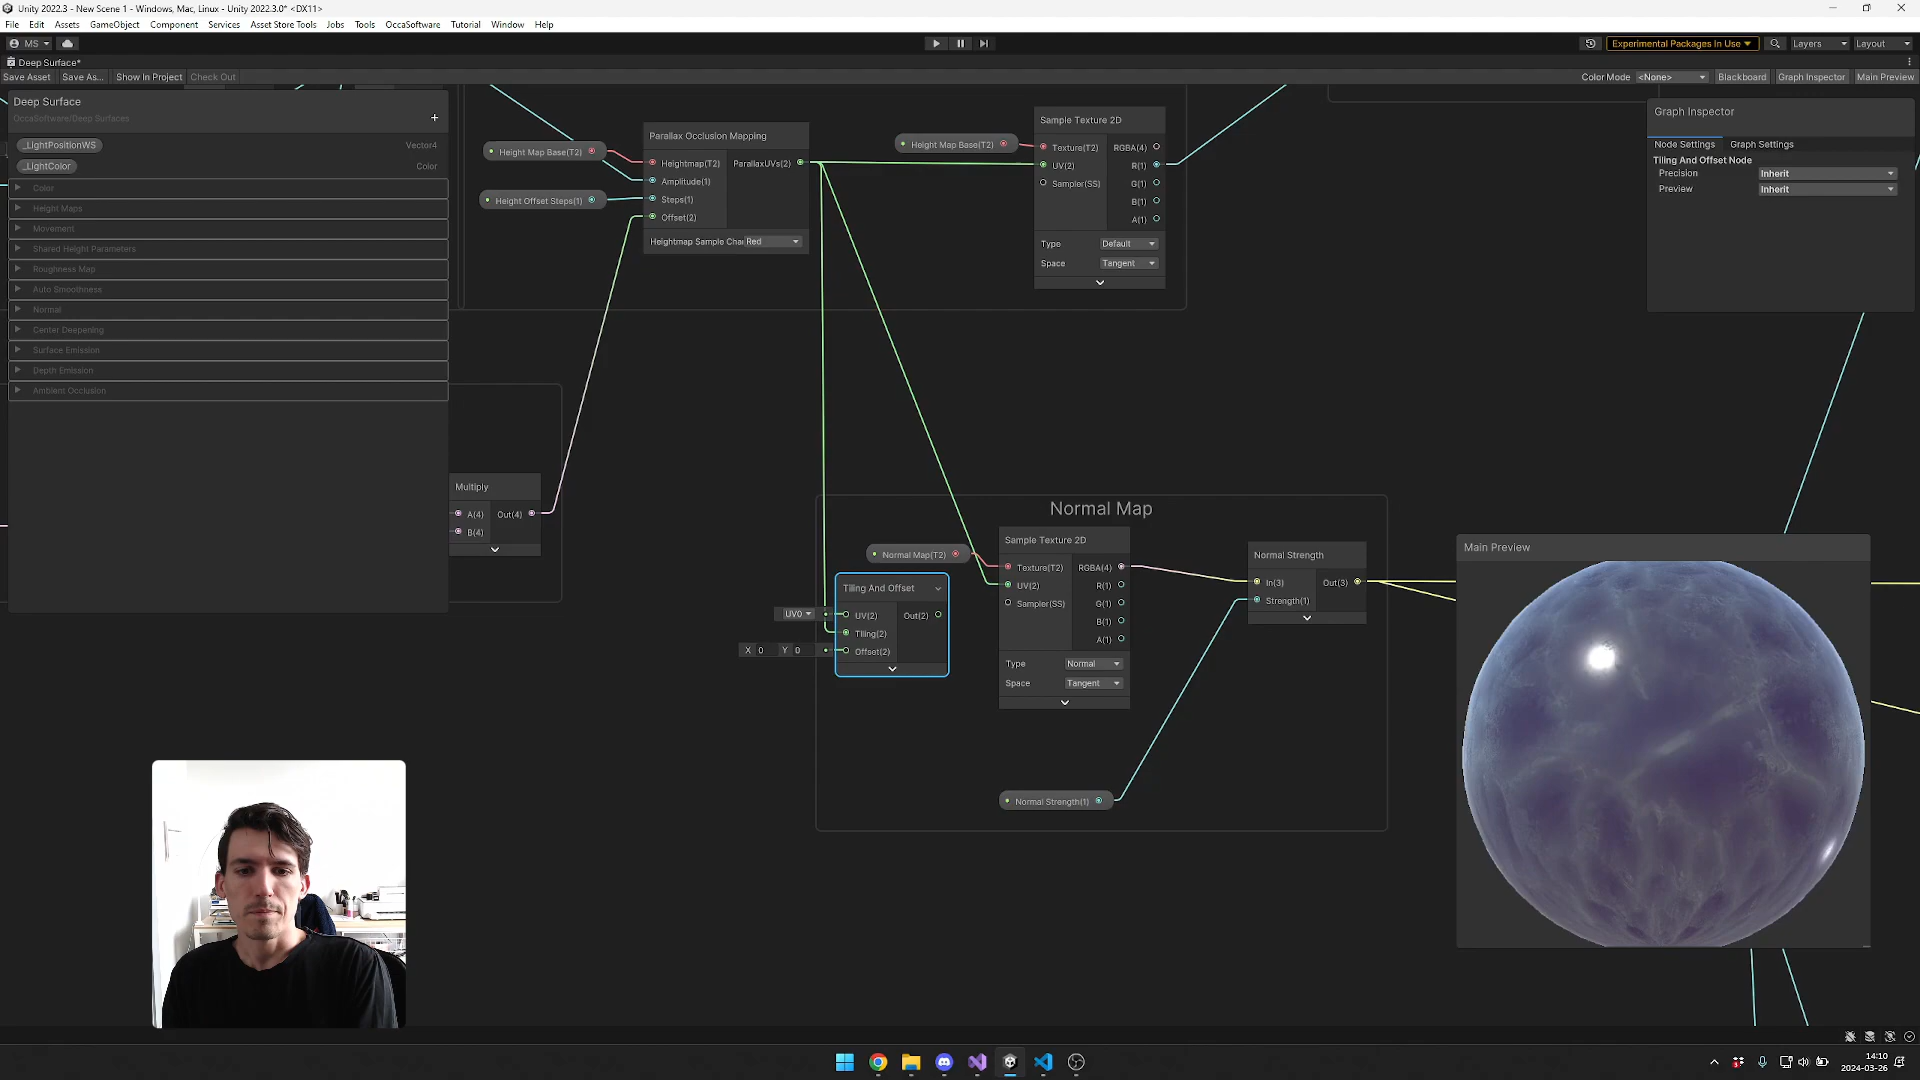 Unity 2022.3 - New Scene 1 - Windows, Mac, Linux - Unity 2022.3.0* <DX11>
File Edit Assets GameObject Component Services Asset Store Tools Jobs Tools OccaSoftware Tutorial Window Help
MS Experimental Packages In Use Layers Layout
Deep Surface*
Save Asset Save As... Show In Project Check Out Color Mode <None> Blackboard Graph Inspector Main Preview
Deep Surface
OccaSoftware/Deep Surfaces
+
_LightPositionWS Vector4
_LightColor Color
Color
Height Maps
Movement
Shared Height Parameters
Roughness Map
Auto Smoothness
Normal
Center Deepening
Surface Emission
Depth Emission
Ambient Occlusion
Height Map Base(T2)
Height Offset Steps(1)
Parallax Occlusion Mapping
Heightmap(T2) ParallaxUVs(2)
Amplitude(1)
Steps(1)
Offset(2)
Heightmap Sample Cha Red
Height Map Base(T2)
Sample Texture 2D
Texture(T2) RGBA(4)
UV(2) R(1)
Sampler(SS) G(1)
B(1)
A(1)
Type Default
Space Tangent
Graph Inspector
Node Settings Graph Settings
Tiling And Offset Node
Precision Inherit
Preview Inherit
Multiply
A(4) Out(4)
B(4)
Normal Map
Normal Map(T2)
Tiling And Offset
UV0 UV(2) Out(2)
Tiling(2)
X 0 Y 0 Offset(2)
Sample Texture 2D
Texture(T2) RGBA(4)
UV(2) R(1)
Sampler(SS) G(1)
B(1)
A(1)
Type Normal
Space Tangent
Normal Strength
In(3) Out(3)
Strength(1)
Normal Strength(1)
Main Preview
14:10
2024-03-26